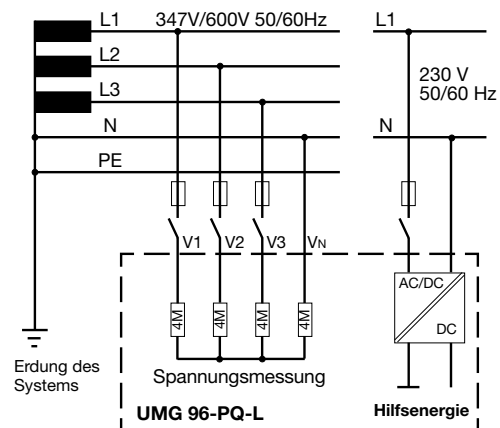 L1 347V/600V 50/60Hz
L1
L2
L3
230 V
50/60 Hz
N
N
PE
V1 V2 V3 VN
4M 4M 4M 4M
AC/DC
DC
Erdung des
Systems
Spannungsmessung
UMG 96-PQ-L
Hilfsenergie